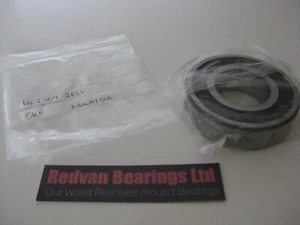 SKF MALAYSIA
Redvan Bearings Ltd
Our World Revolves Around Bearings